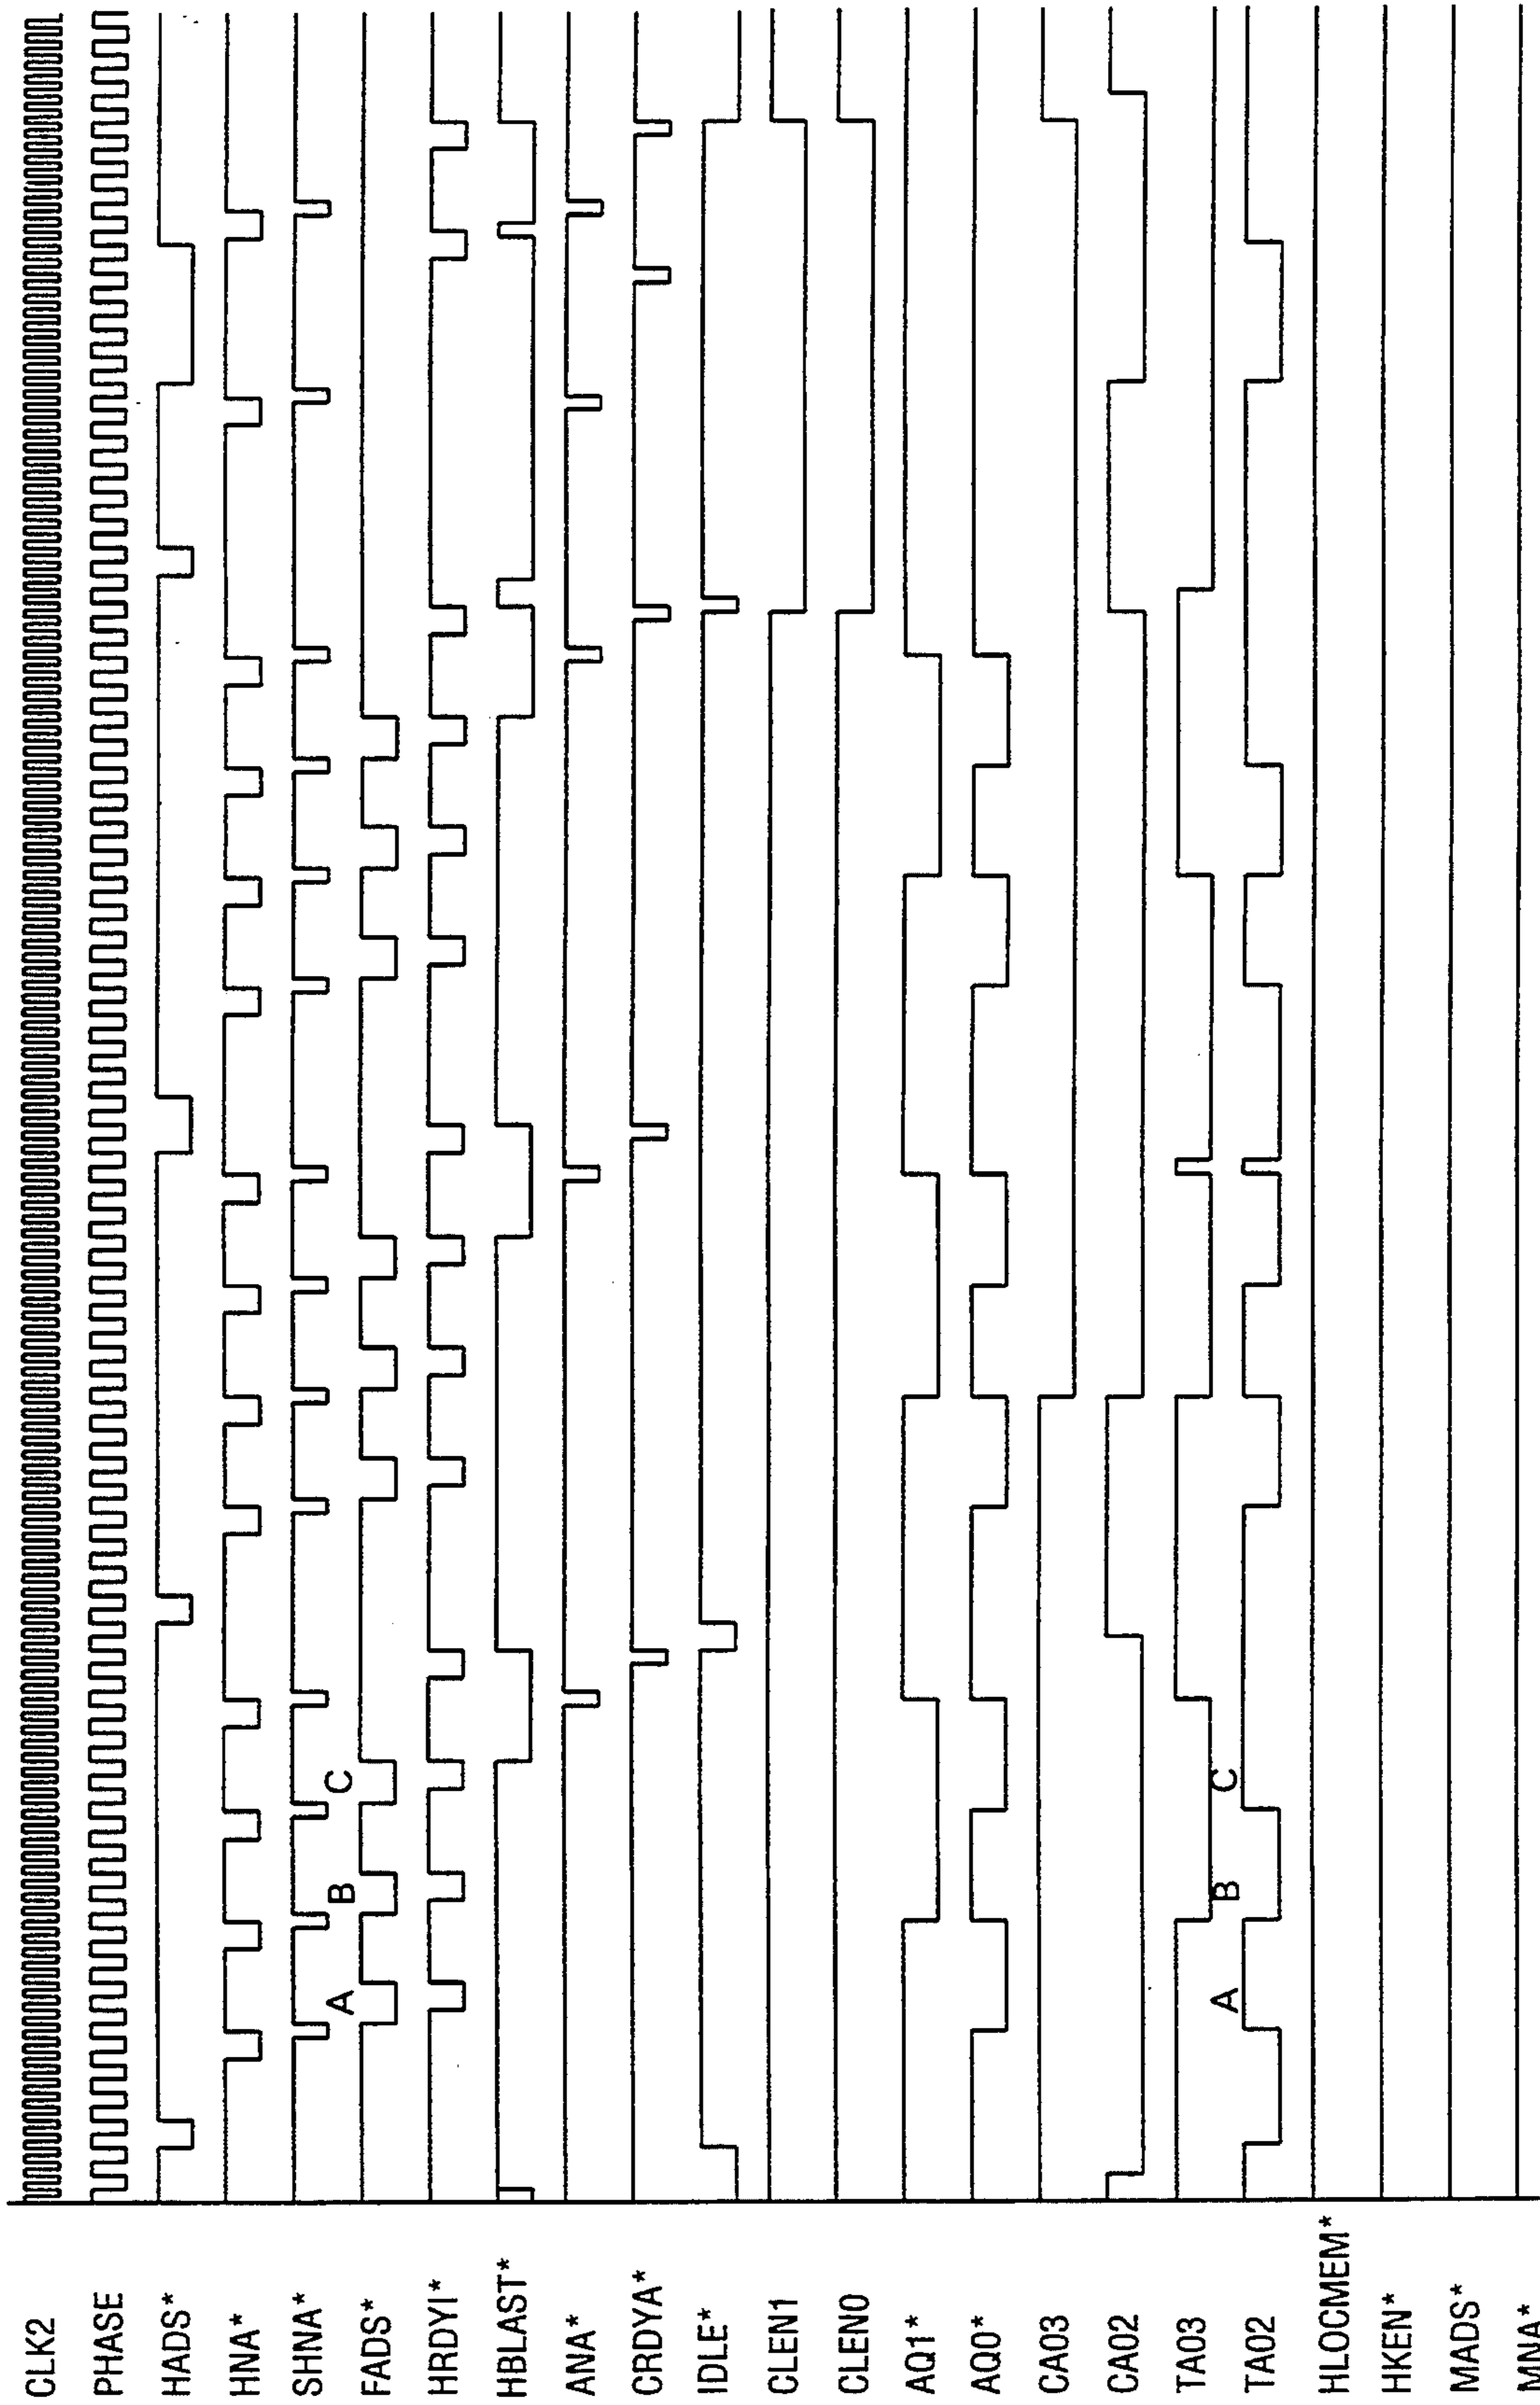 CLK2
PHASE
HADS*
HNA*
SHNA*
FADS*
A B C
HRDYI*
HBLAST*
ANA*
CRDYA*
IDLE*
CLEN1
CLEN0
AQ1*
AQ0*
CA03
CA02
TA03
TA02
A B C
HLOCMEM*
HKEN*
MADS*
MNA*